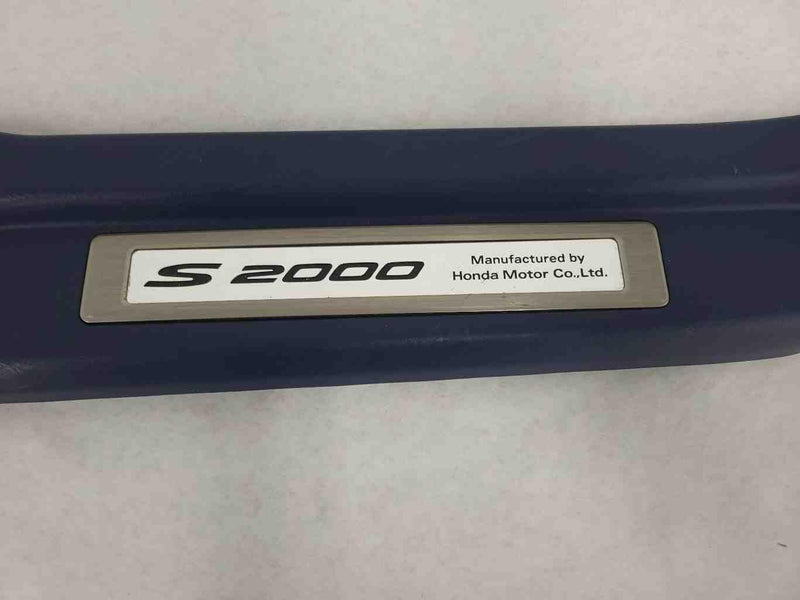 S 2000
Manufactured by
Honda Motor Co.,Ltd.